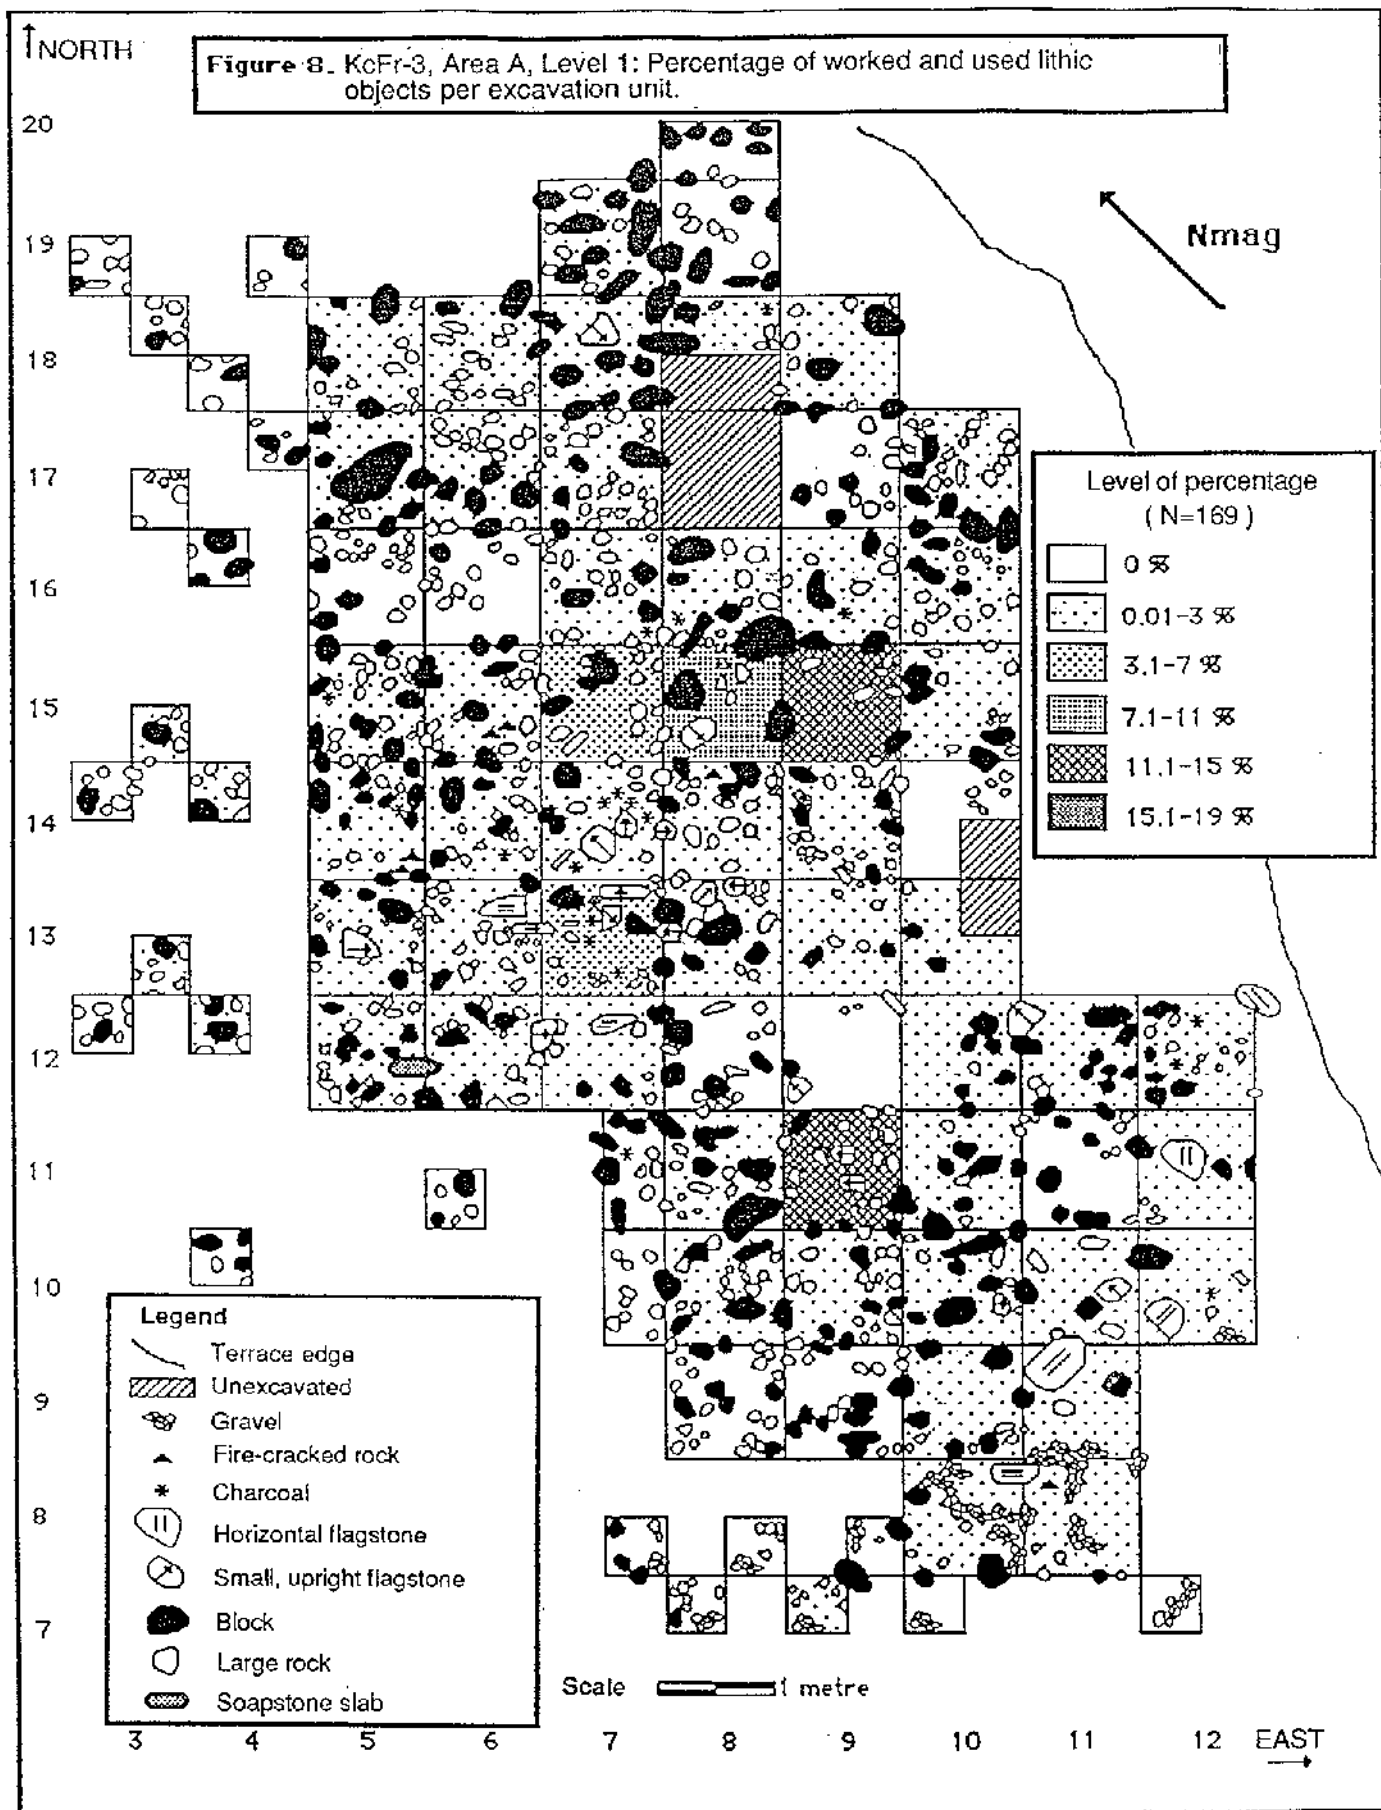 NORTH
Figure 8. KcFr-3, Area A, Level 1: Percentage of worked and used lithic
objects per excavation unit.
20
Nmag
19
18
17
Level of percentage
( N=169 )
0 %
16
0.01-3 %
3.1-7 %
15
7.1-11 %
11.1-15 %
14
15.1-19 %
13
12
11
10
Legend
Terrace edge
Unexcavated
9
Gravel
Fire-cracked rock
Charcoal
8
Horizontal flagstone
Small, upright flagstone
Block
7
Large rock
Soapstone slab
Scale 1 metre
3 4 5 6 7 8 9 10 11 12 EAST